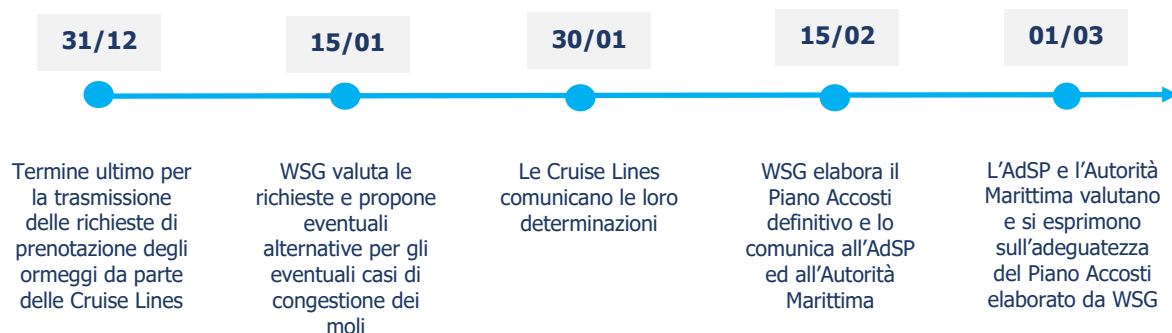 31/12
15/01
30/01
15/02
01/03
Termine ultimo per
la trasmissione
delle richieste di
prenotazione degli
ormeggi da parte
delle Cruise Lines
WSG valuta le
richieste e propone
eventuali
alternative per gli
eventuali casi di
congestione dei
moli
Le Cruise Lines
comunicano le loro
determinazioni
WSG elabora il
Piano Accosti
definitivo e lo
comunica all'AdSP
ed all'Autorità
Marittima
L'AdSP e l'Autorità
Marittima valutano
e si esprimono
sull'adeguatezza
del Piano Accosti
elaborato da WSG